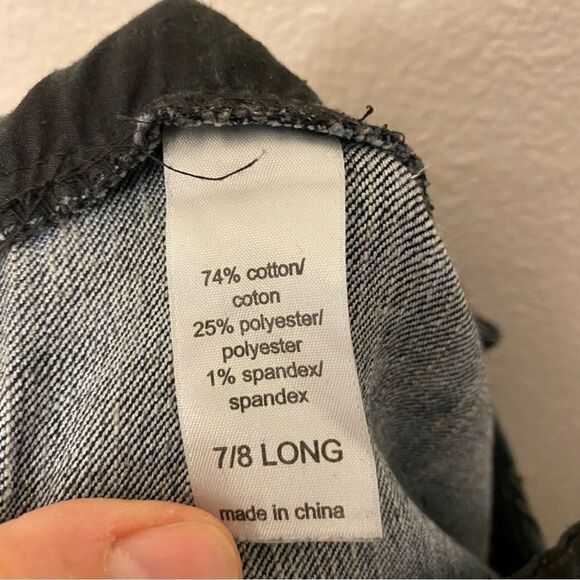 74% cotton/
coton
25% polyester/
polyester
1% spandex/
spandex
7/8 LONG
made in china